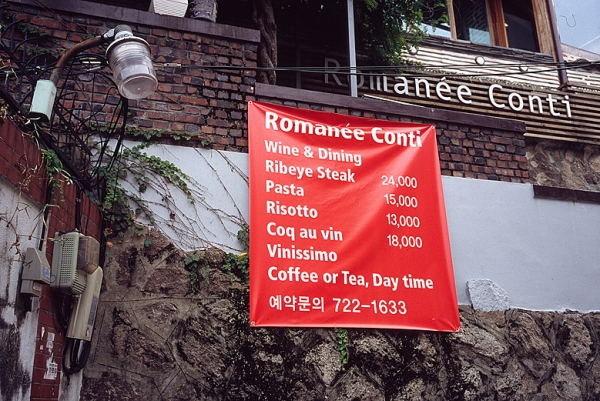 Romanée Conti
Romanée Conti
Wine & Dining
Ribeye Steak 24,000
Pasta 15,000
Risotto 13,000
Coq au vin 18,000
Vinissimo
Coffee or Tea, Day time
예약문의 722-1633